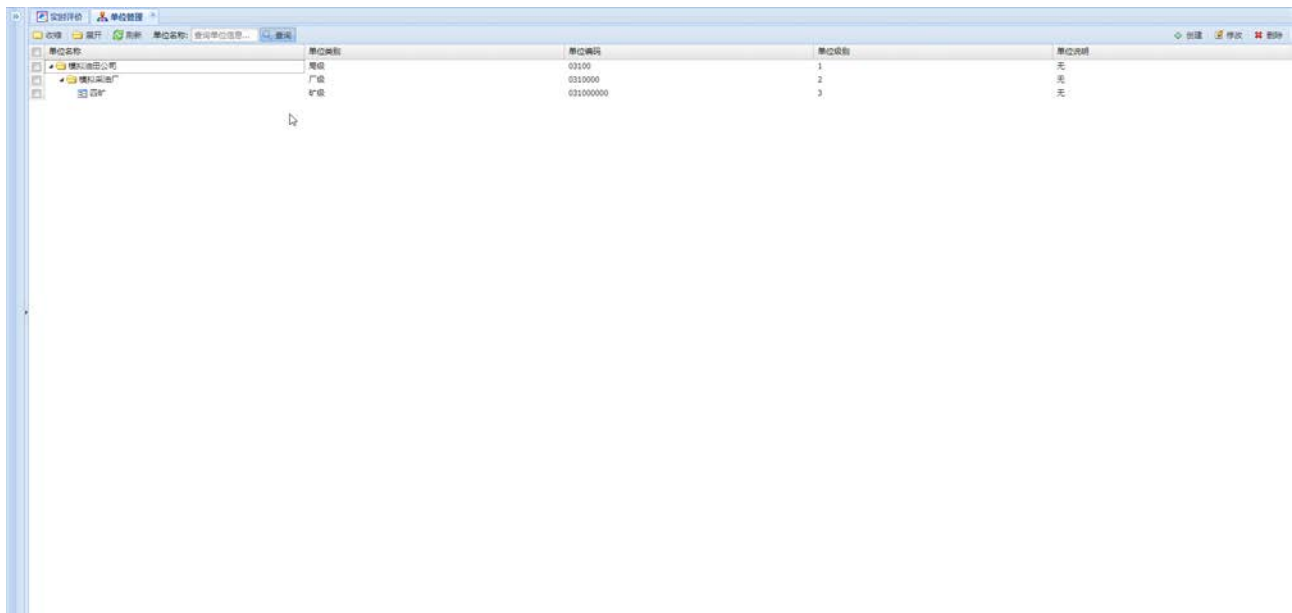 实时评价 单位管理
收缩 展开 刷新 单位名称: 查询单位信息... 查询 创建 修改 删除
单位名称 单位类别 单位编码 单位级别 单位说明
模拟油田公司 局级 03100 1 无
模拟采油厂 厂级 0310000 2 无
四矿 矿级 031000000 3 无